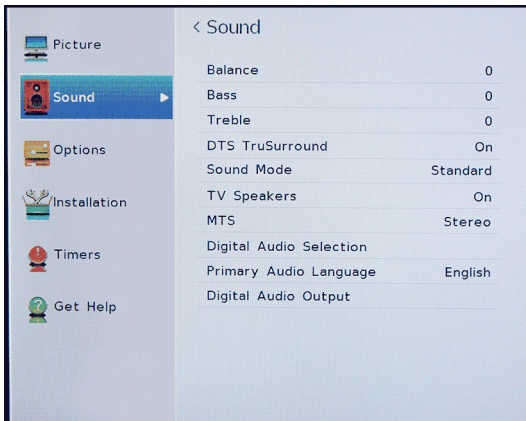 Picture
Sound
Options
Installation
Timers
Get Help
< Sound
Balance 0
Bass 0
Treble 0
DTS TruSurround On
Sound Mode Standard
TV Speakers On
MTS Stereo
Digital Audio Selection
Primary Audio Language English
Digital Audio Output